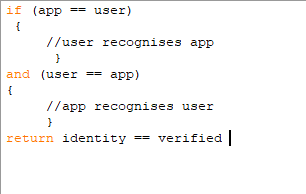 if (app == user)
{
//user recognises app
}
and (user == app)
{
//app recognises user
}
return identity == verified